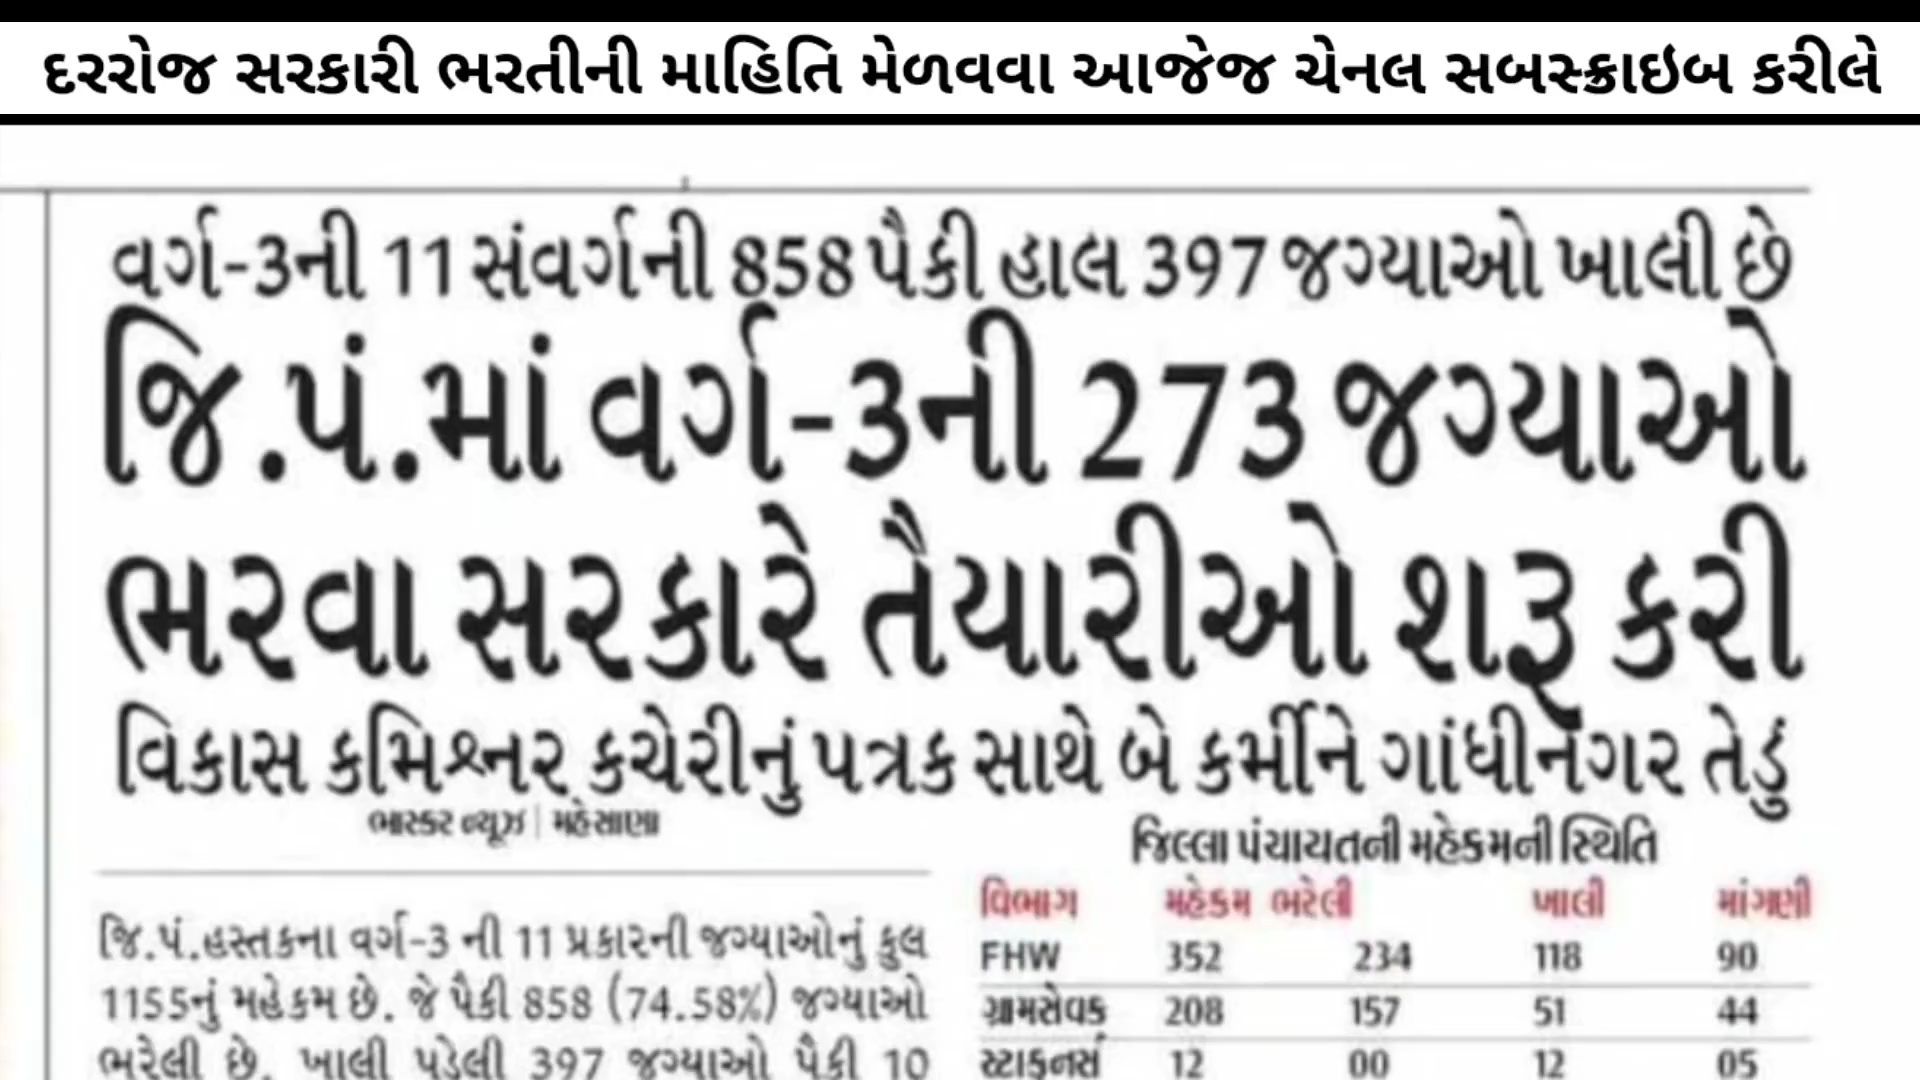 દરરોજ સરકારી ભરતીની માહિતિ મેળવવા આજેજ ચેનલ સબસ્ક્રાઇબ કરીલે
વર્ગ-૩ની 11 સંવર્ગની 858 પૈકી હાલ 397 જગ્યાઓ ખાલી છે
જિ.પં.માં વર્ગ-૩ની 273 જગ્યાઓ
ભરવા સરકારે તૈયારીઓ શરૂ કરી
વિકાસ કમિશ્નર કચેરીનું પત્રક સાથે બે કર્મીને ગાંધીનગર તેડું
ભાસ્કર ન્યૂઝ | મહેસાણા
જિ.પં.હસ્તકના વર્ગ-૩ ની 11 પ્રકારની જગ્યાઓનું કુલ
1155નું મહેકમ છે. જે પૈકી 858 (74.58%) જગ્યાઓ
ભરેલી છે. ખાલી પડેલી 397 જગ્યાઓ પૈકી 10
જિલ્લા પંચાયતની મહેકમની સ્થિતિ
વિભાગ મહેકમ ભરેલી ખાલી માંગણી
FHW 352 234 118 90
ગ્રામસેવક 208 157 51 44
સ્ટાફનર્સ 12 00 12 05